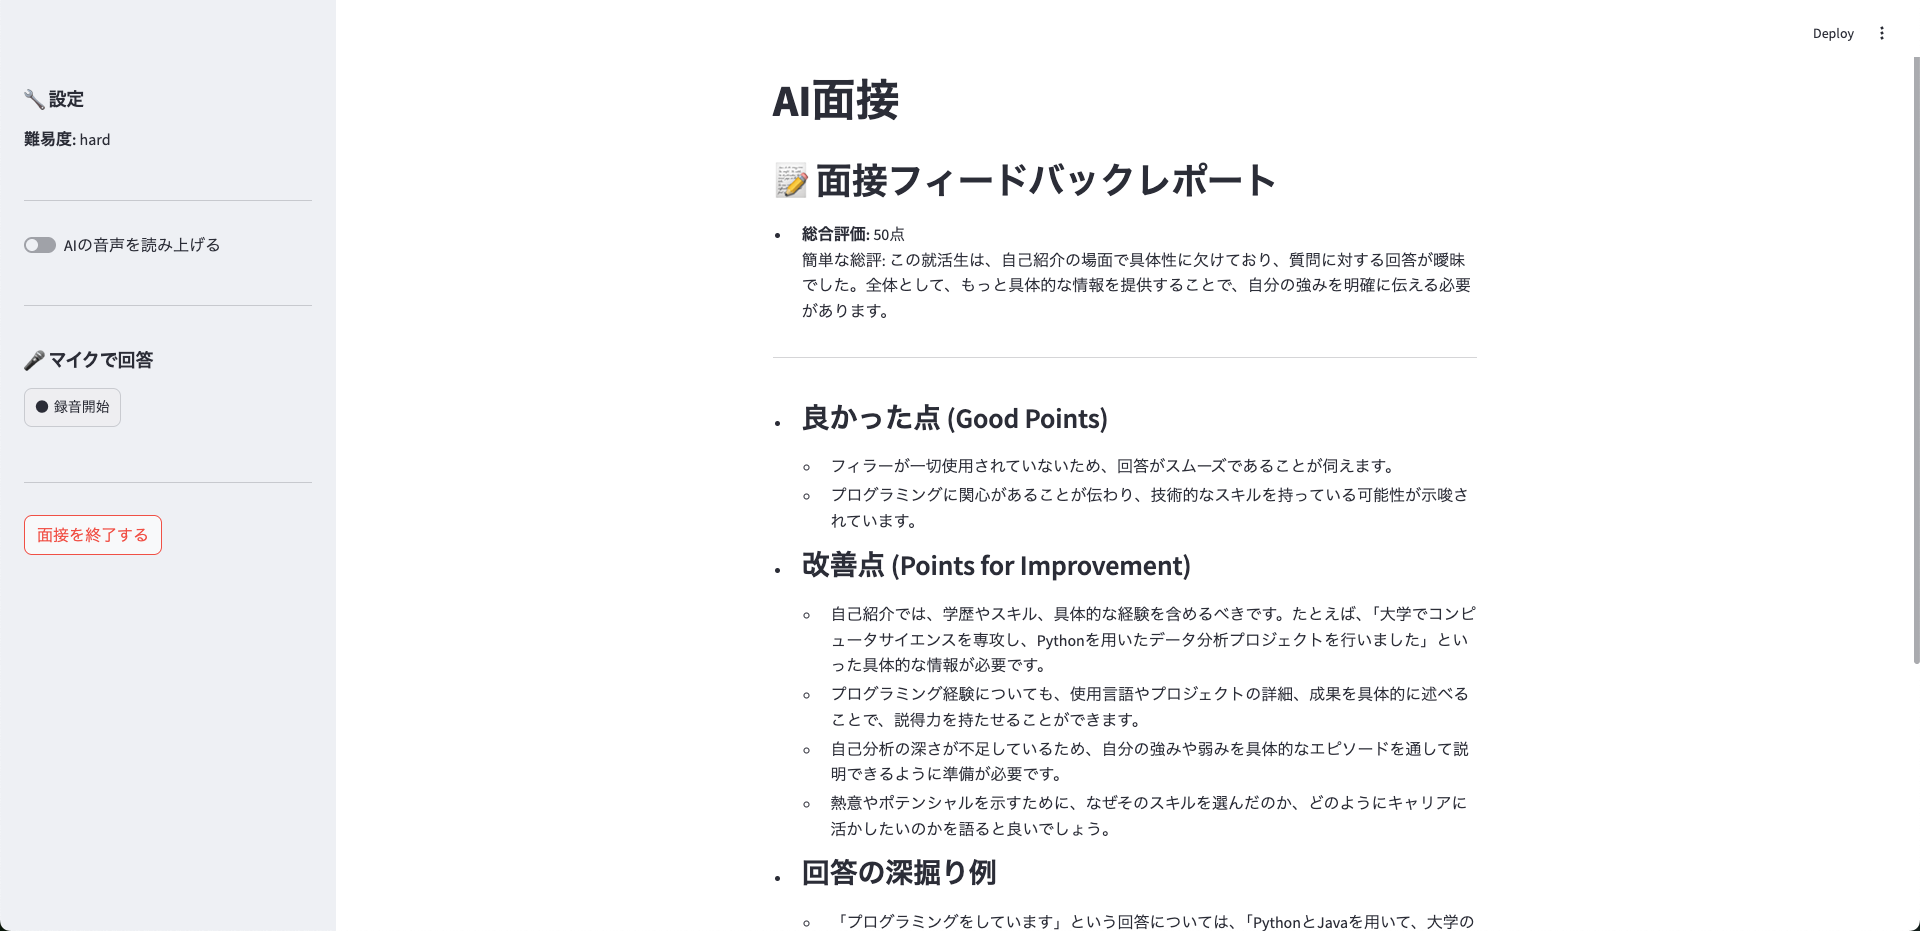 Deploy
設定
難易度: hard
AIの音声を読み上げる
マイクで回答
録音開始
面接を終了する
AI面接
面接フィードバックレポート
総合評価: 50点
簡単な総評: この就活生は、自己紹介の場面で具体性に欠けており、質問に対する回答が曖昧
でした。全体として、もっと具体的な情報を提供することで、自分の強みを明確に伝える必要
があります。
良かった点 (Good Points)
フィラーが一切使用されていないため、回答がスムーズであることが伺えます。
プログラミングに関心があることが伝わり、技術的なスキルを持っている可能性が示唆さ
れています。
改善点 (Points for Improvement)
自己紹介では、学歴やスキル、具体的な経験を含めるべきです。たとえば、「大学でコンピ
ュータサイエンスを専攻し、Pythonを用いたデータ分析プロジェクトを行いました」とい
った具体的な情報が必要です。
プログラミング経験についても、使用言語やプロジェクトの詳細、成果を具体的に述べる
ことで、説得力を持たせることができます。
自己分析の深さが不足しているため、自分の強みや弱みを具体的なエピソードを通して説
明できるように準備が必要です。
熱意やポテンシャルを示すために、なぜそのスキルを選んだのか、どのようにキャリアに
活かしたいのかを語ると良いでしょう。
回答の深掘り例
「プログラミングをしています」という回答については、「PythonとJavaを用いて、大学の